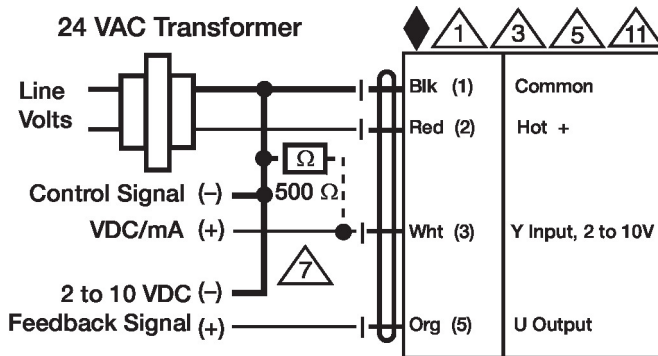 24 VAC Transformer
1 3 5 11
Line
Volts
Blk (1) Common
Red (2) Hot +
Ω
500 Ω
Control Signal (–)
VDC/mA (+)
Wht (3) Y Input, 2 to 10V
7
2 to 10 VDC (–)
Feedback Signal (+)
Org (5) U Output